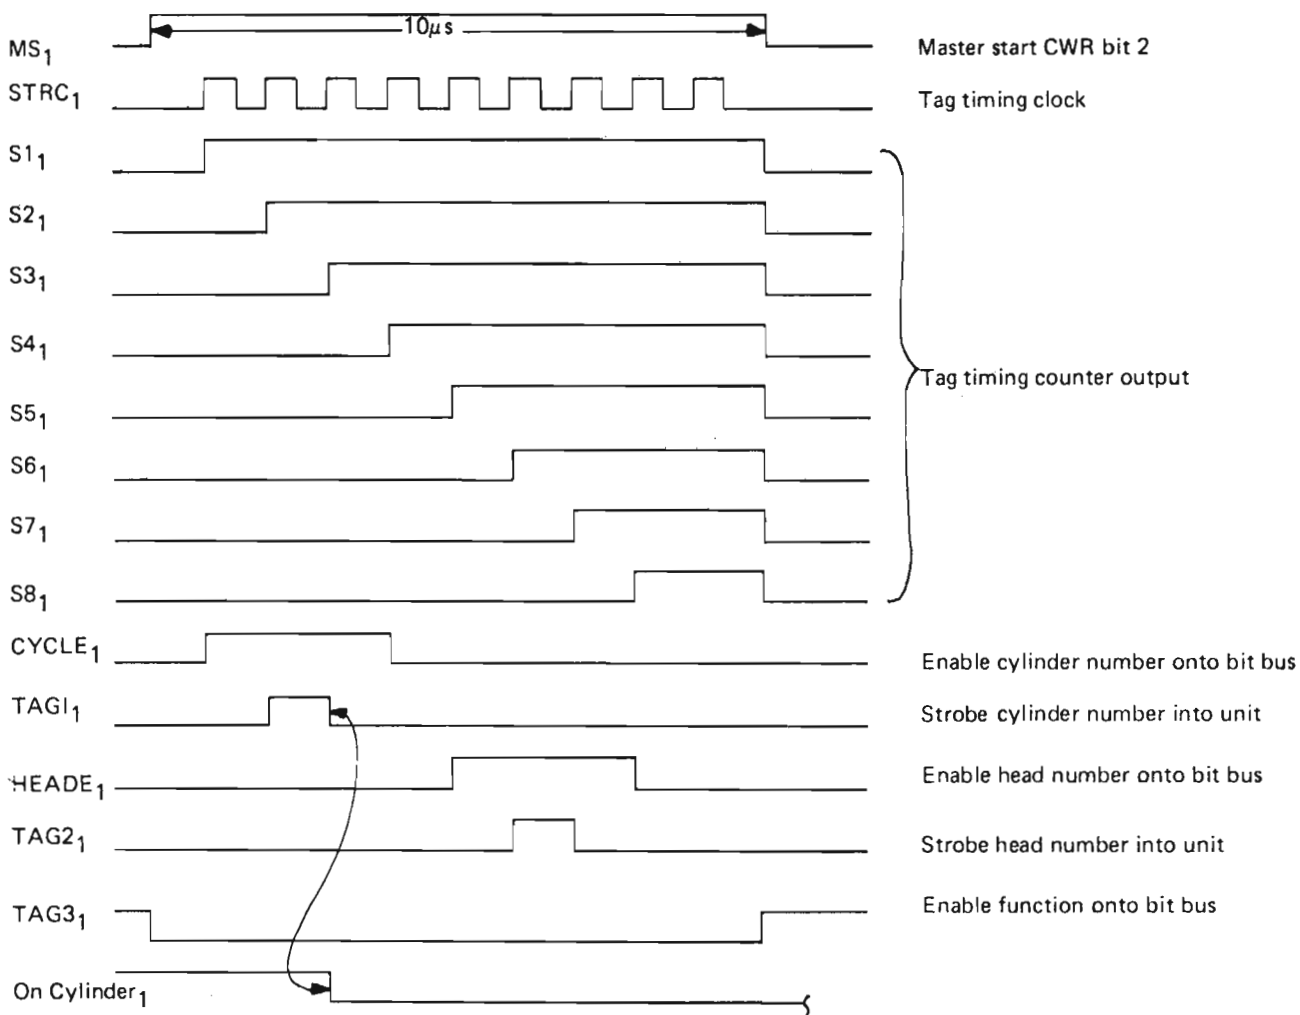 10μs
MS1 Master start CWR bit 2
STRC1 Tag timing clock
S11
S21
S31
S41
Tag timing counter output
S51
S61
S71
S81
CYCLE1 Enable cylinder number onto bit bus
TAGI1 Strobe cylinder number into unit
HEADE1 Enable head number onto bit bus
TAG21 Strobe head number into unit
TAG31 Enable function onto bit bus
On Cylinder1